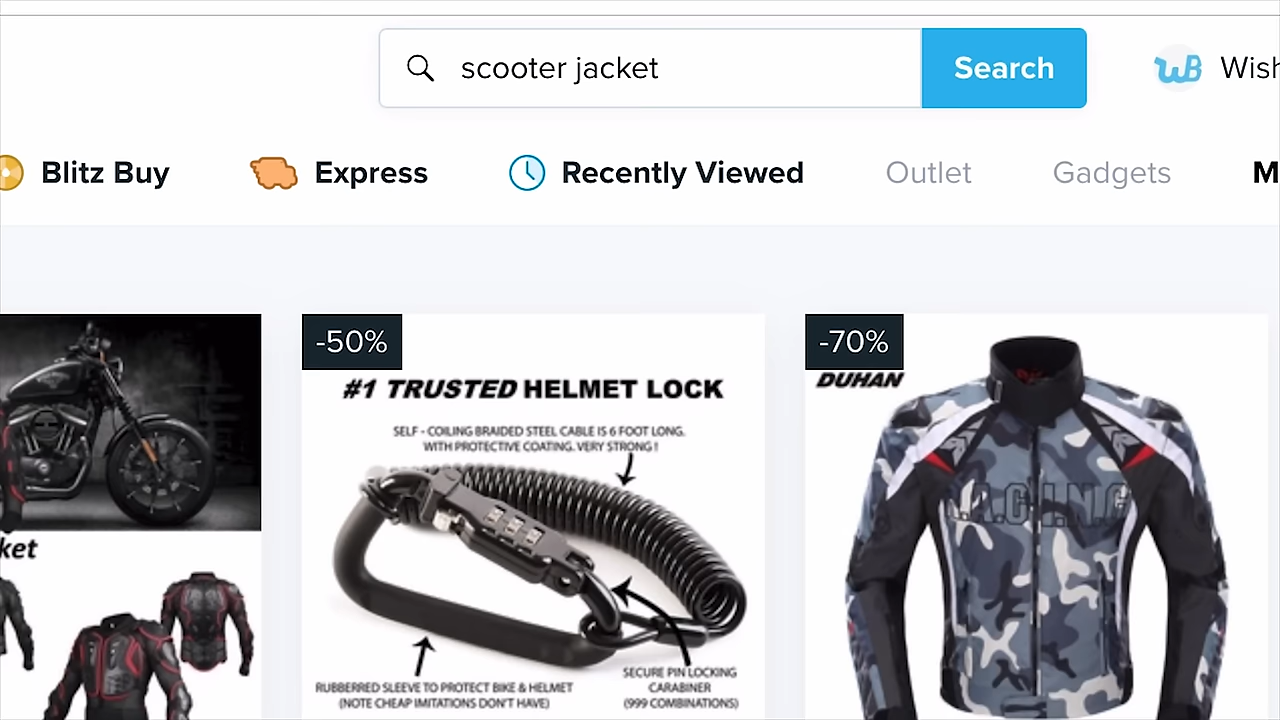 scooter jacket
Search
Wish
Blitz Buy
Express
Recently Viewed
Outlet
Gadgets
M
-50%
-70%
#1 TRUSTED HELMET LOCK
DUHAN
SELF - COILING BRAIDED STEEL CABLE IS 6 FOOT LONG.
WITH PROTECTIVE COATING. VERY STRONG !
ket
RUBBERRED SLEEVE TO PROTECT BIKE & HELMET
(NOTE CHEAP IMITATIONS DON'T HAVE)
SECURE PIN LOCKING
CARABINER
(999 COMBINATIONS)